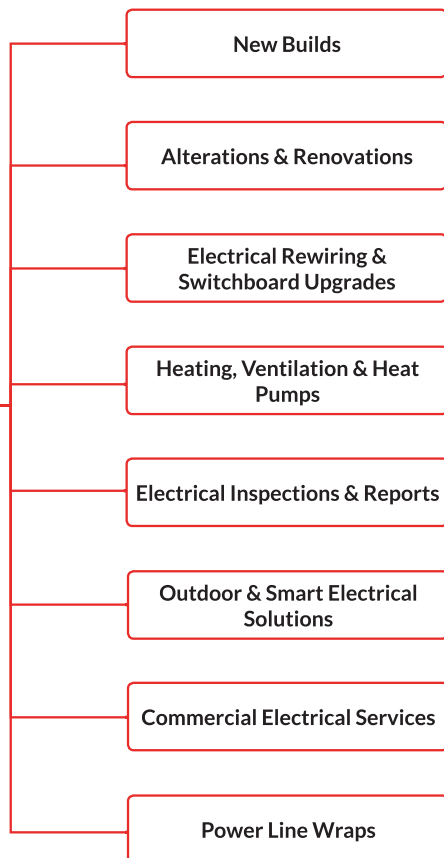 New Builds
Alterations & Renovations
Electrical Rewiring &
Switchboard Upgrades
Heating, Ventilation & Heat
Pumps
Electrical Inspections & Reports
Outdoor & Smart Electrical
Solutions
Commercial Electrical Services
Power Line Wraps